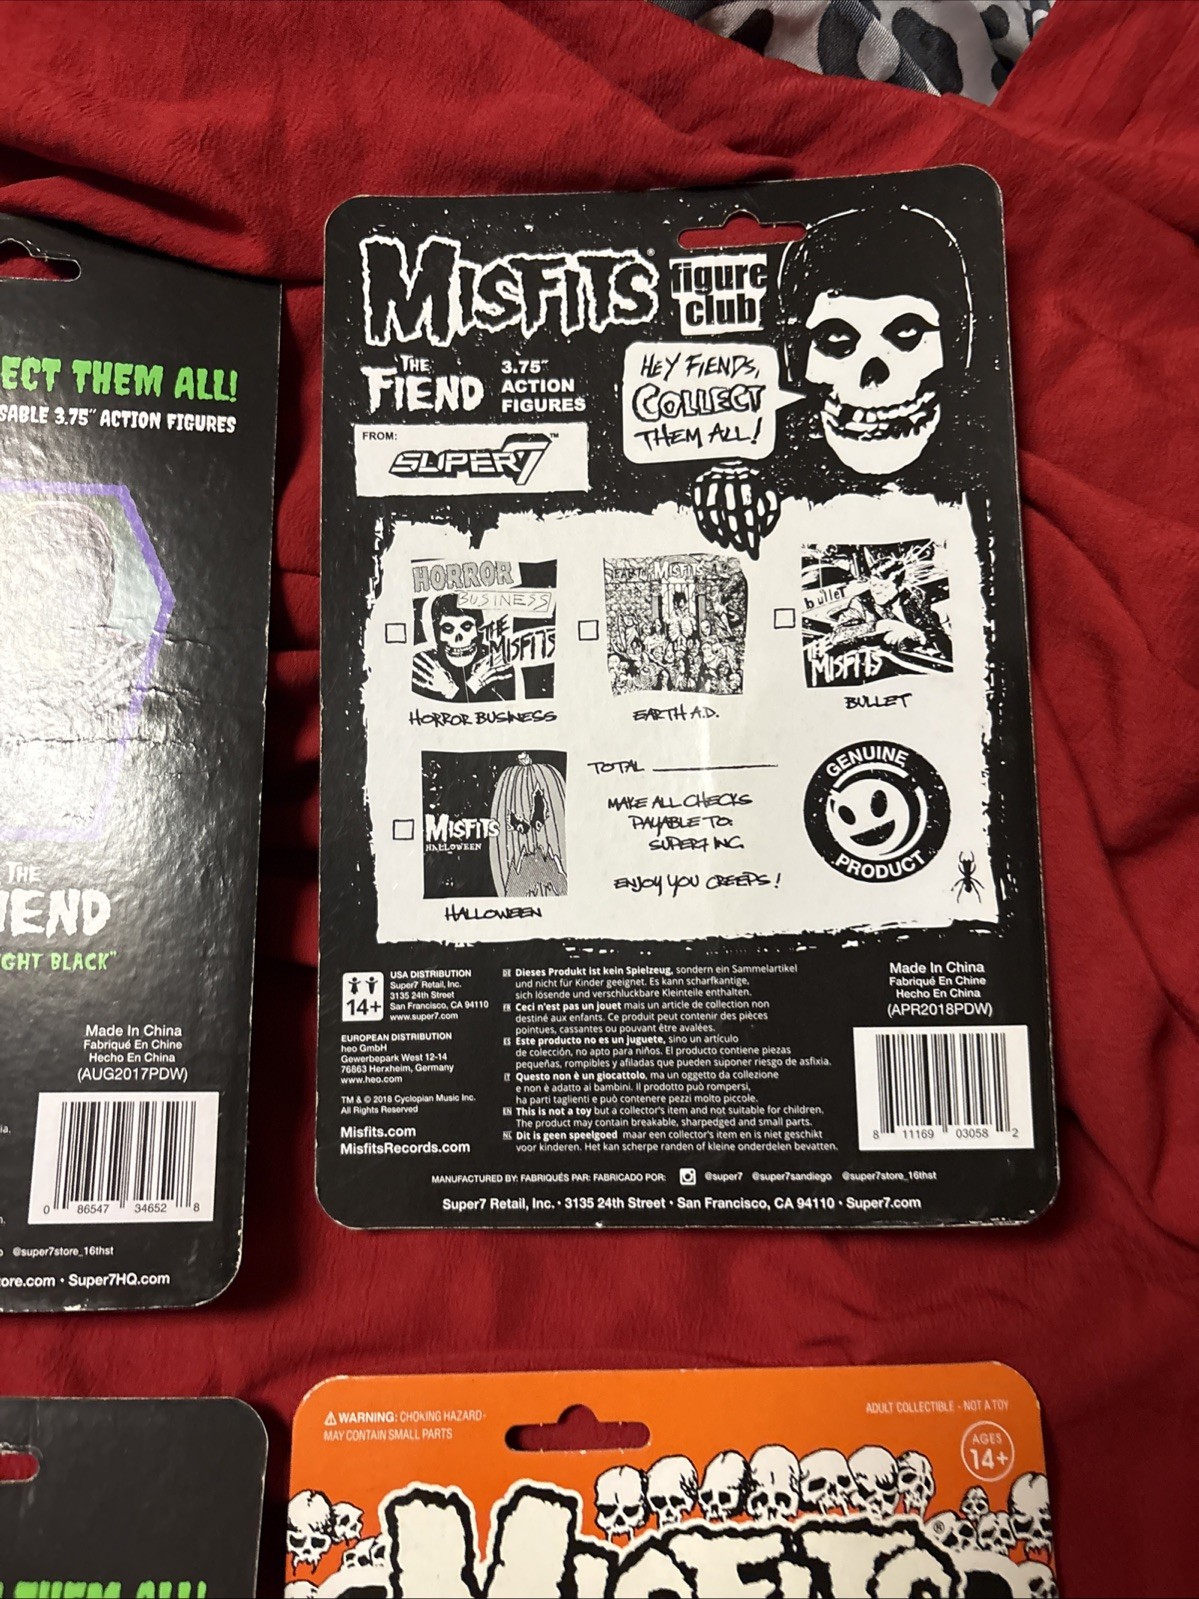 MISFITS®
figure club
THE FIEND
3.75" ACTION FIGURES
HEY FIENDS,
COLLECT
THEM ALL!
FROM:
SUPER7™
HORROR
BUSINESS
THE
MISFITS
HORROR BUSINESS
EARTH A.D.
MISFITS
EARTH A.D.
bullet
THE
MISFITS
BULLET
MISFITS
HALLOWEEN
HALLOWEEN
TOTAL
MAKE ALL CHECKS
PAYABLE TO:
SUPER7 INC.
ENJOY YOU CREEPS!
GENUINE
PRODUCT
14+
USA DISTRIBUTION
Super7 Retail, Inc.
3135 24th Street
San Francisco, CA 94110
www.super7.com
EUROPEAN DISTRIBUTION
heo GmbH
Gewerbepark West 12-14
76863 Herxheim, Germany
www.heo.com
TM & © 2018 Cyclopian Music Inc.
All Rights Reserved
Misfits.com
MisfitsRecords.com
DE Dieses Produkt ist kein Spielzeug, sondern ein Sammelartikel
und nicht für Kinder geeignet. Es kann scharfkantige,
sich lösende und verschluckbare Kleinteile enthalten.
FR Ceci n'est pas un jouet mais un article de collection non
destiné aux enfants. Ce produit peut contenir des pièces
pointues, cassantes ou pouvant être avalées.
ES Este producto no es un juguete, sino un artículo
de colección, no apto para niños. El producto contiene piezas
pequeñas, rompibles y afiladas que pueden suponer riesgo de asfixia.
IT Questo non è un giocattolo, ma un oggetto da collezione
e non è adatto ai bambini. Il prodotto può rompersi,
ha parti taglienti e può contenere pezzi molto piccole.
EN This is not a toy but a collector's item and not suitable for children.
The product may contain breakable, sharpedged and small parts.
NL Dit is geen speelgoed maar een collector's item en is niet geschikt
voor kinderen. Het kan scherpe randen of kleine onderdelen bevatten.
Made In China
Fabriqué En Chine
Hecho En China
(APR2018PDW)
8 11169 03058 2
MANUFACTURED BY: FABRIQUÉS PAR: FABRICADO POR: @super7 @super7sandiego @super7store_16thst
Super7 Retail, Inc. • 3135 24th Street • San Francisco, CA 94110 • Super7.com
ECT THEM ALL!
SABLE 3.75" ACTION FIGURES
THE
IEND
GHT BLACK"
Made In China
Fabriqué En Chine
Hecho En China
(AUG2017PDW)
0 86547 34652 8
@super7store_16thst
ore.com • Super7HQ.com
THEM ALL!
⚠ WARNING: CHOKING HAZARD-
MAY CONTAIN SMALL PARTS
ADULT COLLECTIBLE - NOT A TOY
AGES
14+
MISFITS®